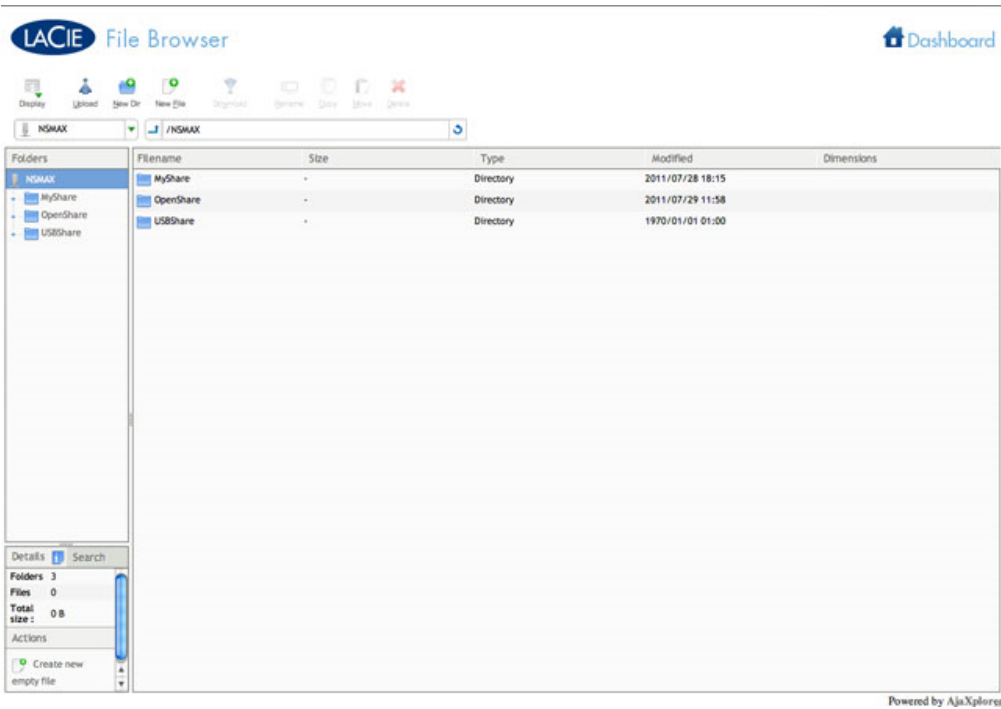 LACIE File Browser
Dashboard
Display Upload New Dir New File Download Rename Copy Move Delete
NSMAX
/NSMAX
Folders
NSMAX
MyShare
OpenShare
USBShare
Filename Size Type Modified Dimensions
MyShare - Directory 2011/07/28 18:15
OpenShare - Directory 2011/07/29 11:58
USBShare - Directory 1970/01/01 01:00
Details i Search
Folders 3
Files 0
Total
size : 0 B
Actions
Create new
empty file
Powered by AjaXplorer